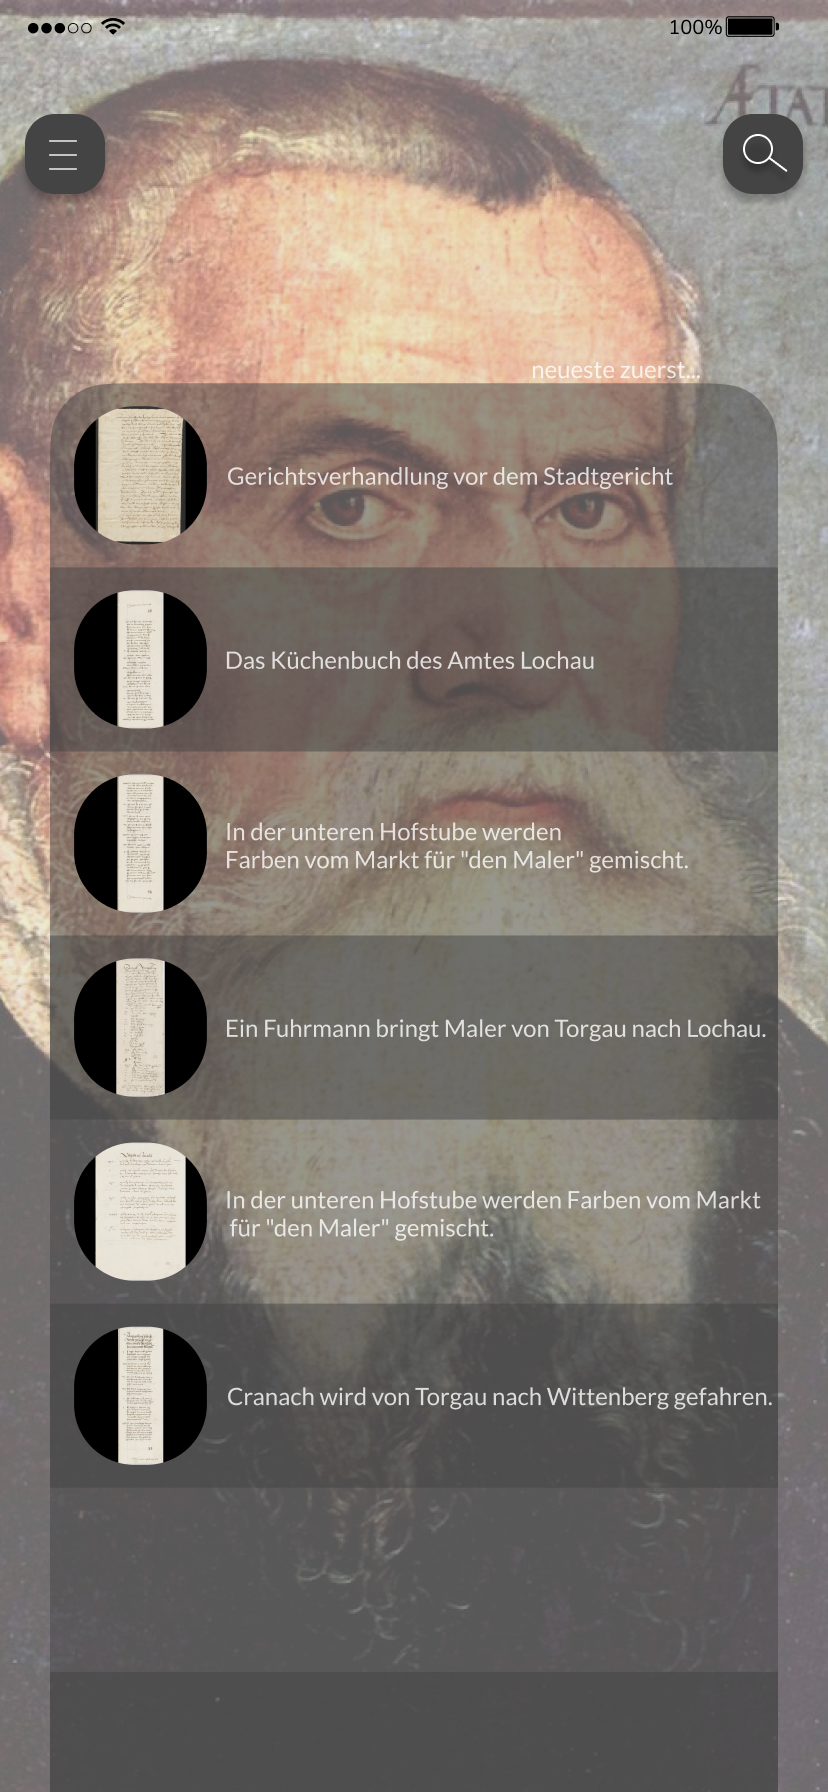 100%
ÆTAT
neueste zuerst...
Gerichtsverhandlung vor dem Stadtgericht
Das Küchenbuch des Amtes Lochau
In der unteren Hofstube werden
Farben vom Markt für "den Maler" gemischt.
Ein Fuhrmann bringt Maler von Torgau nach Lochau.
In der unteren Hofstube werden Farben vom Markt
für "den Maler" gemischt.
Cranach wird von Torgau nach Wittenberg gefahren.